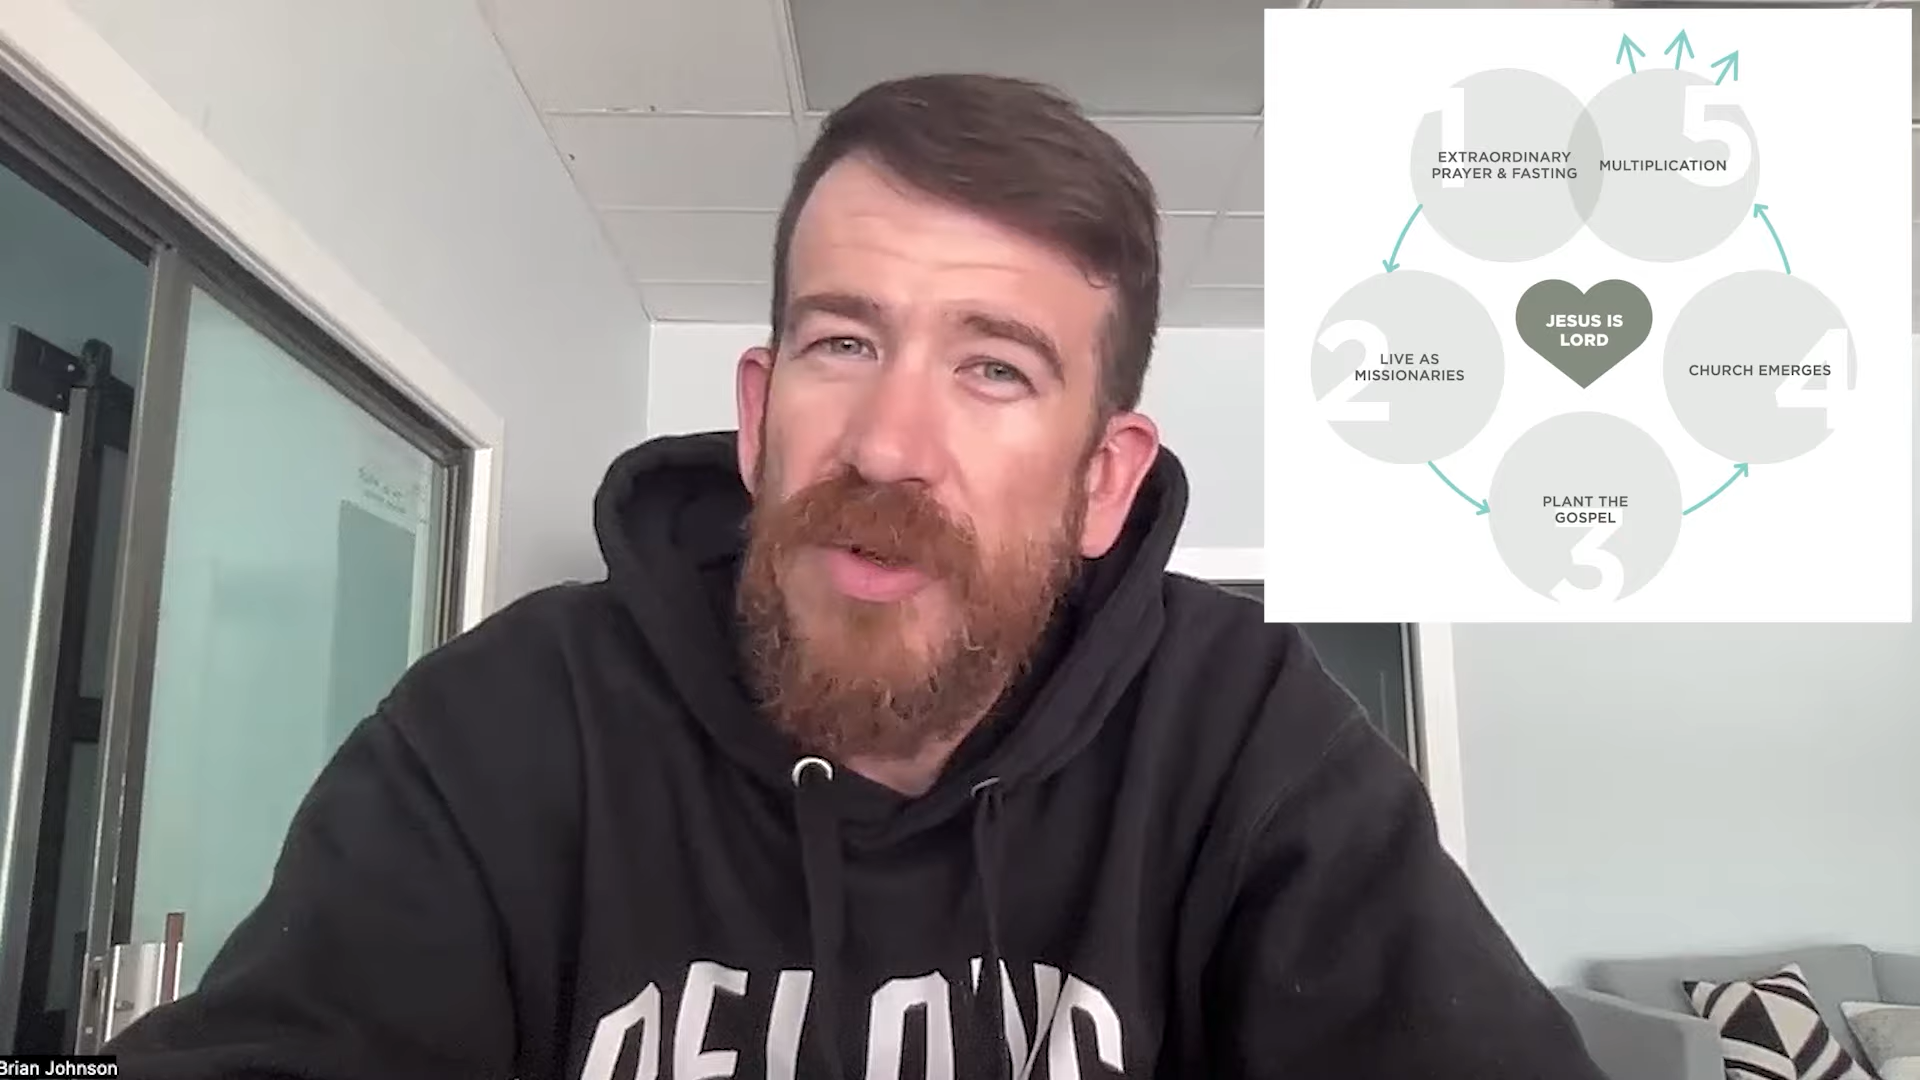 1
EXTRAORDINARY
PRAYER & FASTING
5
MULTIPLICATION
JESUS IS
LORD
2
LIVE AS
MISSIONARIES
CHURCH EMERGES
4
PLANT THE
GOSPEL
3
Brian Johnson